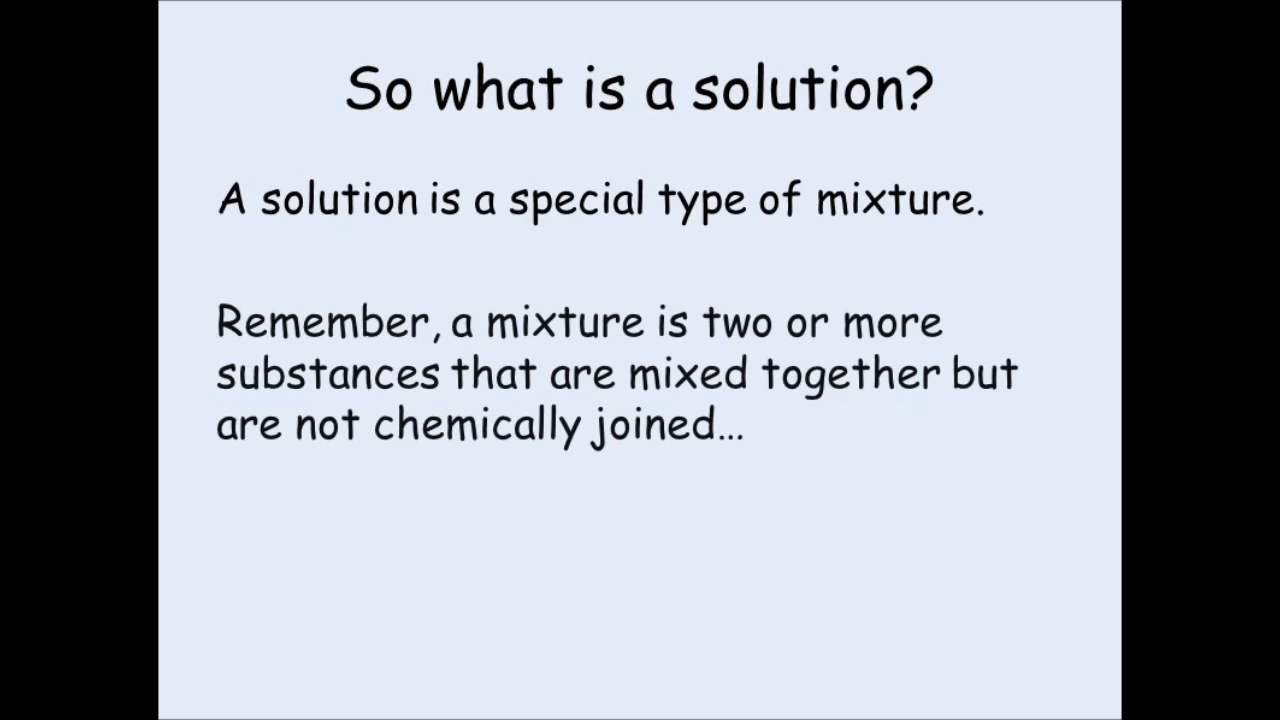 So what is a solution?
A solution is a special type of mixture.
Remember, a mixture is two or more
substances that are mixed together but
are not chemically joined…